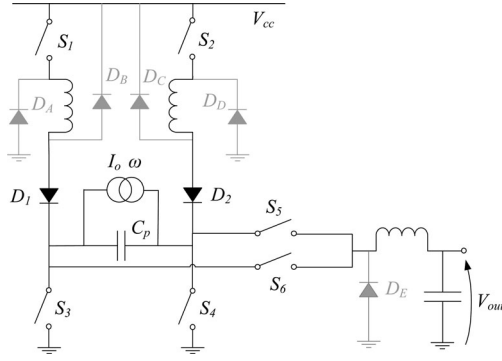 V_cc
S_1
S_2
D_B
D_C
D_A
D_D
I_o ω
D_1
D_2
C_p
S_5
S_6
S_3
S_4
D_E
V_out